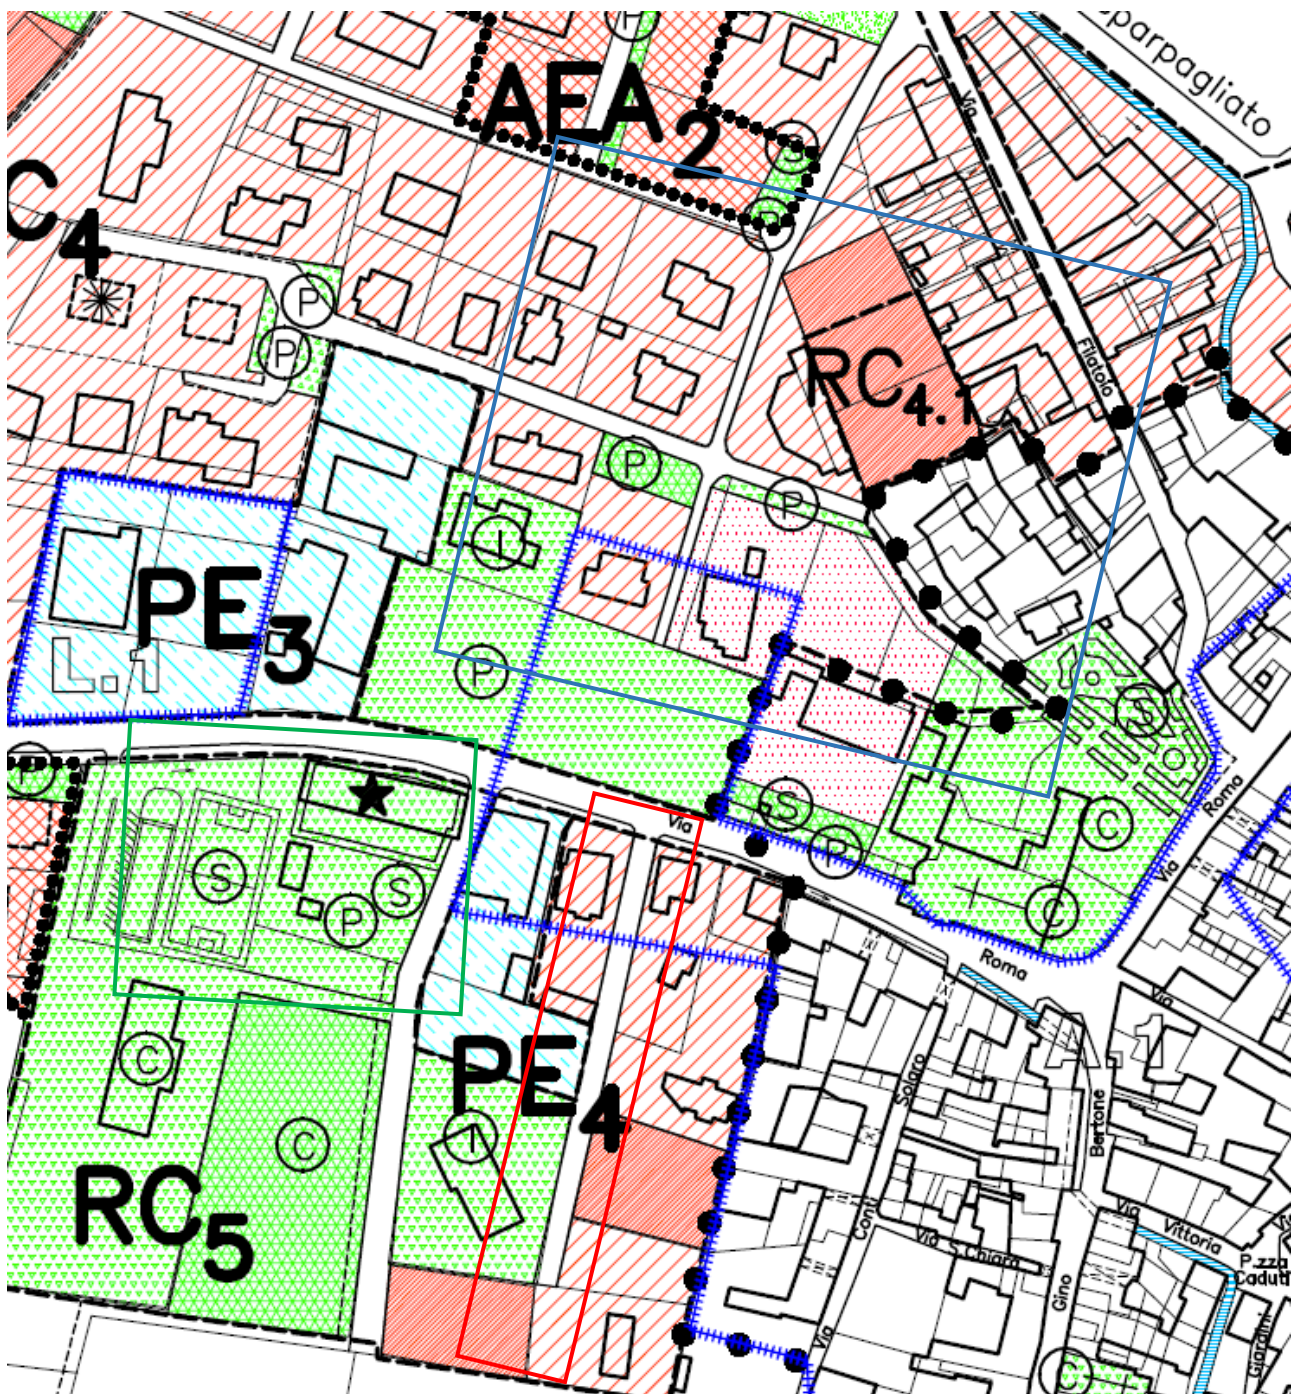 P
Sparpagliato
AEA2
S
Via
P
C4
P
P
Filatoio
RC4.1
P
P
I
PE3
L.1
P
S
P
S
Via
Roma
C
P
S
S
P
Via
C
Roma
Via
A.1
C
PE4
Solaro
Bertone
C
I
RC5
Conti
Via S.Chiara
Via
Vittoria
P.zza
Caduti
Gino
Via
Giardini
C